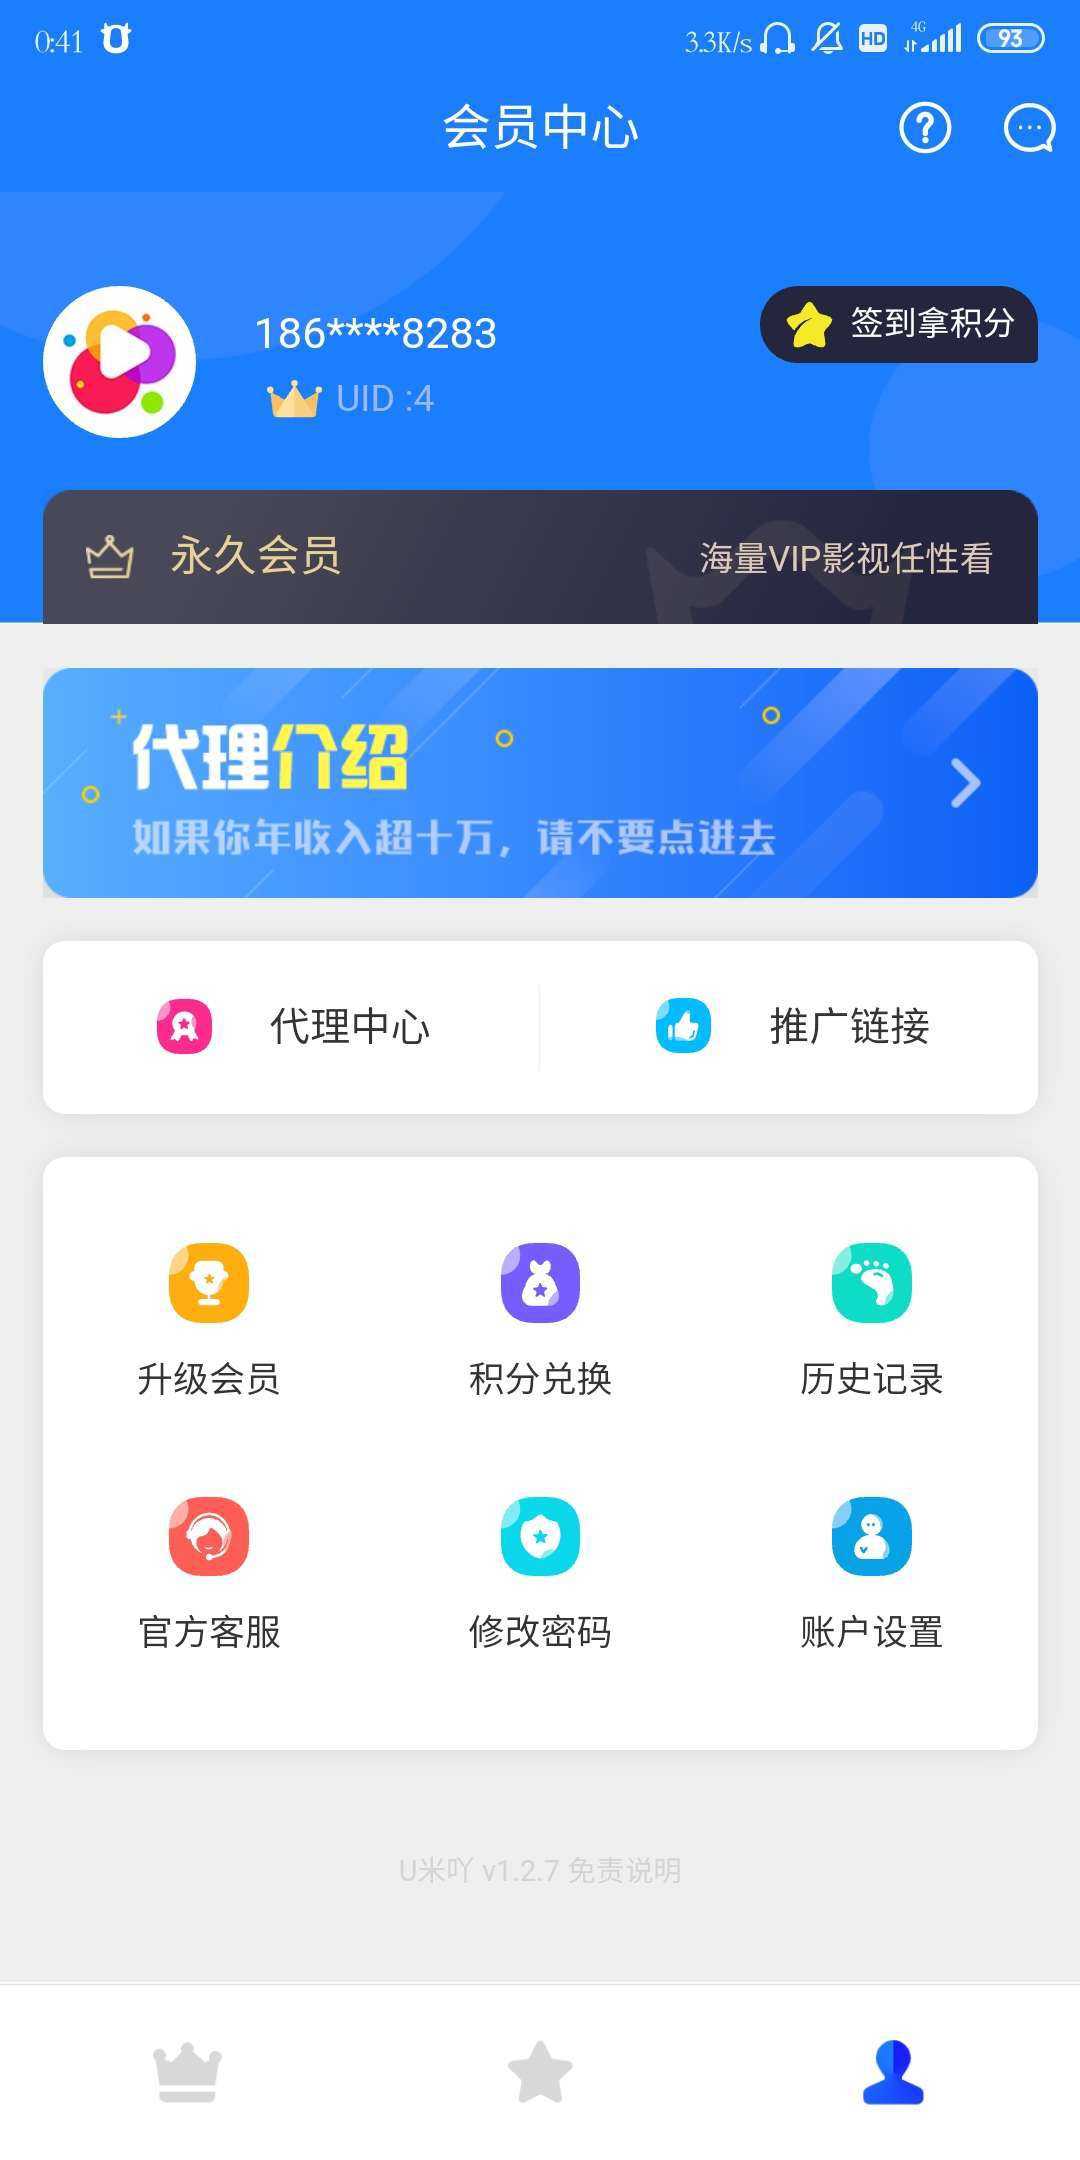 0:41
3.3K/s HD 4G 93
会员中心
186****8283
签到拿积分
UID :4
永久会员
海量VIP影视任性看
代理介绍
如果你年收入超十万，请不要点进去
代理中心
推广链接
升级会员
积分兑换
历史记录
官方客服
修改密码
账户设置
U米吖 v1.2.7 免责说明